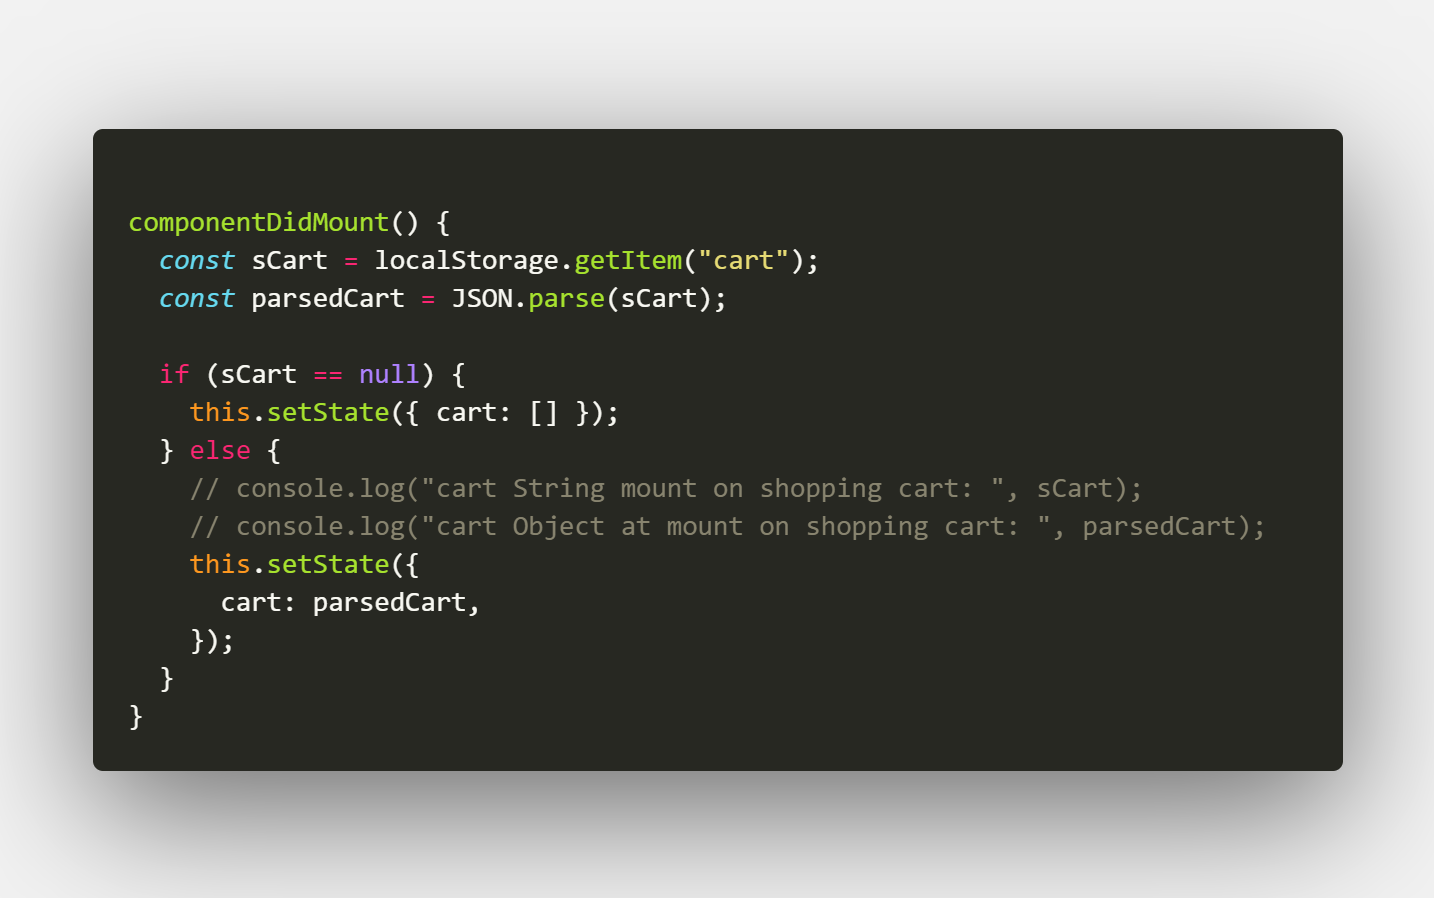 componentDidMount() {
  const sCart = localStorage.getItem("cart");
  const parsedCart = JSON.parse(sCart);

  if (sCart == null) {
    this.setState({ cart: [] });
  } else {
    // console.log("cart String mount on shopping cart: ", sCart);
    // console.log("cart Object at mount on shopping cart: ", parsedCart);
    this.setState({
      cart: parsedCart,
    });
  }
}